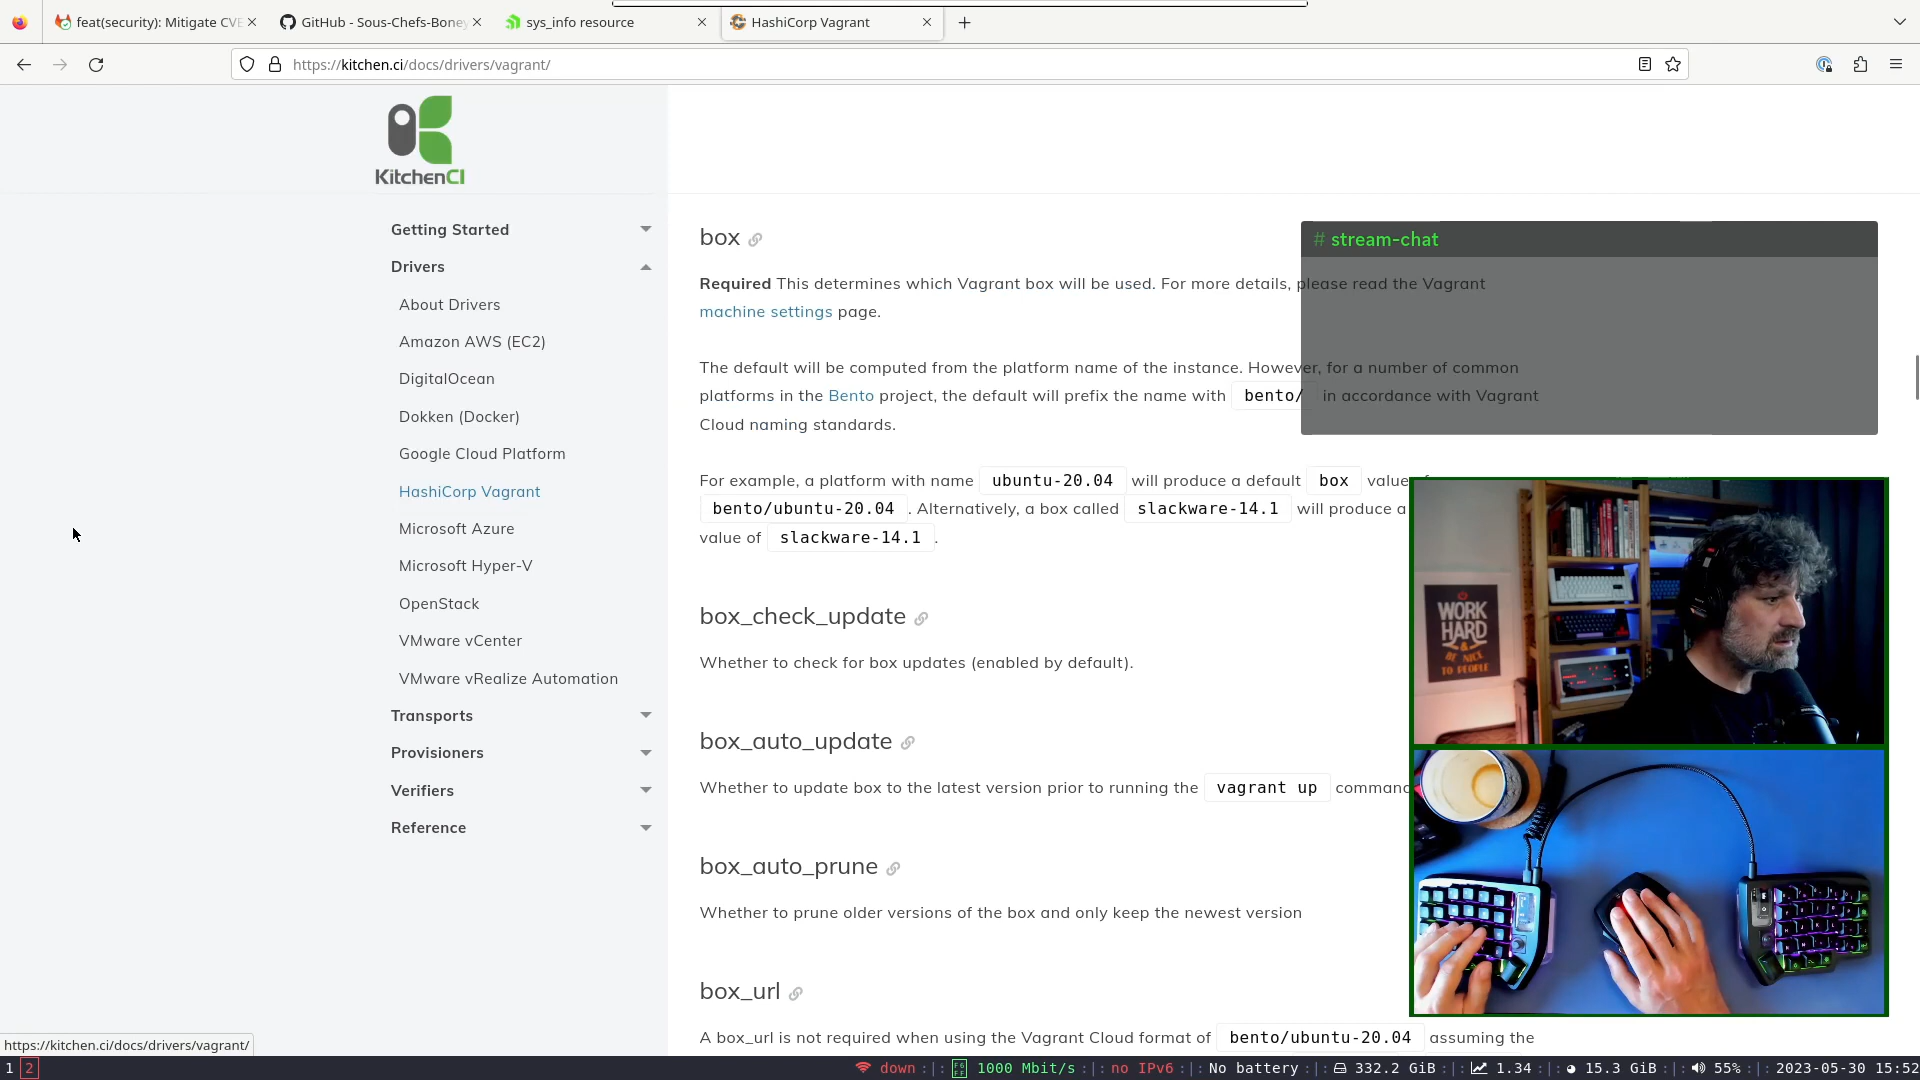 feat(security): Mitigate CVE
GitHub - Sous-Chefs-Boney
sys_info resource
HashiCorp Vagrant
https://kitchen.ci/docs/drivers/vagrant/
KitchenCI
Getting Started
Drivers
About Drivers
Amazon AWS (EC2)
DigitalOcean
Dokken (Docker)
Google Cloud Platform
HashiCorp Vagrant
Microsoft Azure
Microsoft Hyper-V
OpenStack
VMware vCenter
VMware vRealize Automation
Transports
Provisioners
Verifiers
Reference
box
Required This determines which Vagrant box will be used. For more details, please read the Vagrant
machine settings page.
The default will be computed from the platform name of the instance. However, for a number of common
platforms in the Bento project, the default will prefix the name with bento/ in accordance with Vagrant
Cloud naming standards.
For example, a platform with name ubuntu-20.04 will produce a default box value of
bento/ubuntu-20.04 . Alternatively, a box called slackware-14.1 will produce a
value of slackware-14.1 .
box_check_update
Whether to check for box updates (enabled by default).
box_auto_update
Whether to update box to the latest version prior to running the vagrant up command
box_auto_prune
Whether to prune older versions of the box and only keep the newest version
box_url
A box_url is not required when using the Vagrant Cloud format of bento/ubuntu-20.04 assuming the
# stream-chat
WORK
HARD
& BE NICE
TO PEOPLE
https://kitchen.ci/docs/drivers/vagrant/
1 2
down :|: 1000 Mbit/s :|: no IPv6 :|: No battery :|: 332.2 GiB :|: 1.34 :|: 15.3 GiB :|: 55% :|: 2023-05-30 15:52